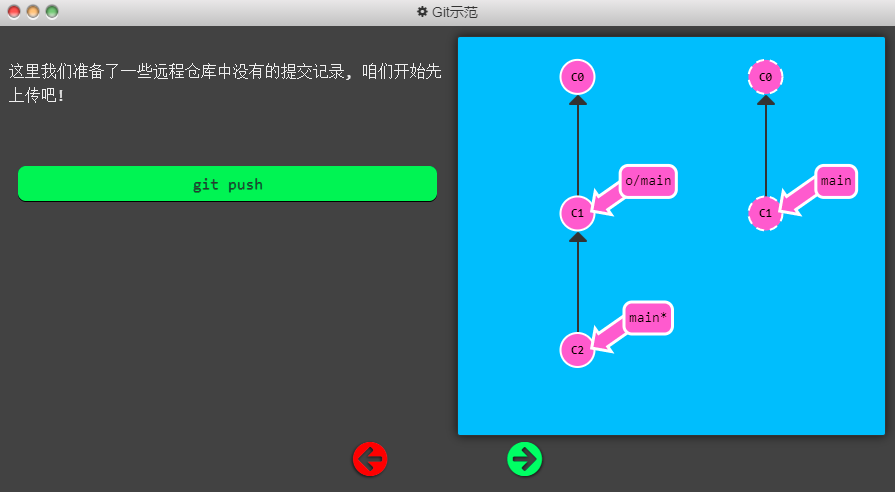 Git示范
这里我们准备了一些远程仓库中没有的提交记录, 咱们开始先
上传吧!
git push
C0
C0
o/main
main
C1
C1
main*
C2